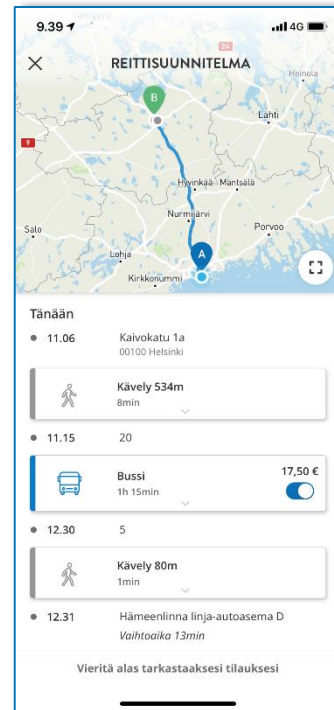 9.39
4G
REITTISUUNNITELMA
24
Heinola
B
Lahti
9
Hyvinkää
Mäntsälä
Nurmijärvi
Salo
Porvoo
Lohja
A
Kirkkonummi
Tänään
11.06
Kaivokatu 1a
00100 Helsinki
Kävely 534m
8min
11.15
20
Bussi
17,50 €
1h 15min
12.30
5
Kävely 80m
1min
12.31
Hämeenlinna linja-autoasema D
Vaihtoaika 13min
Vieritä alas tarkastaaksesi tilauksesi